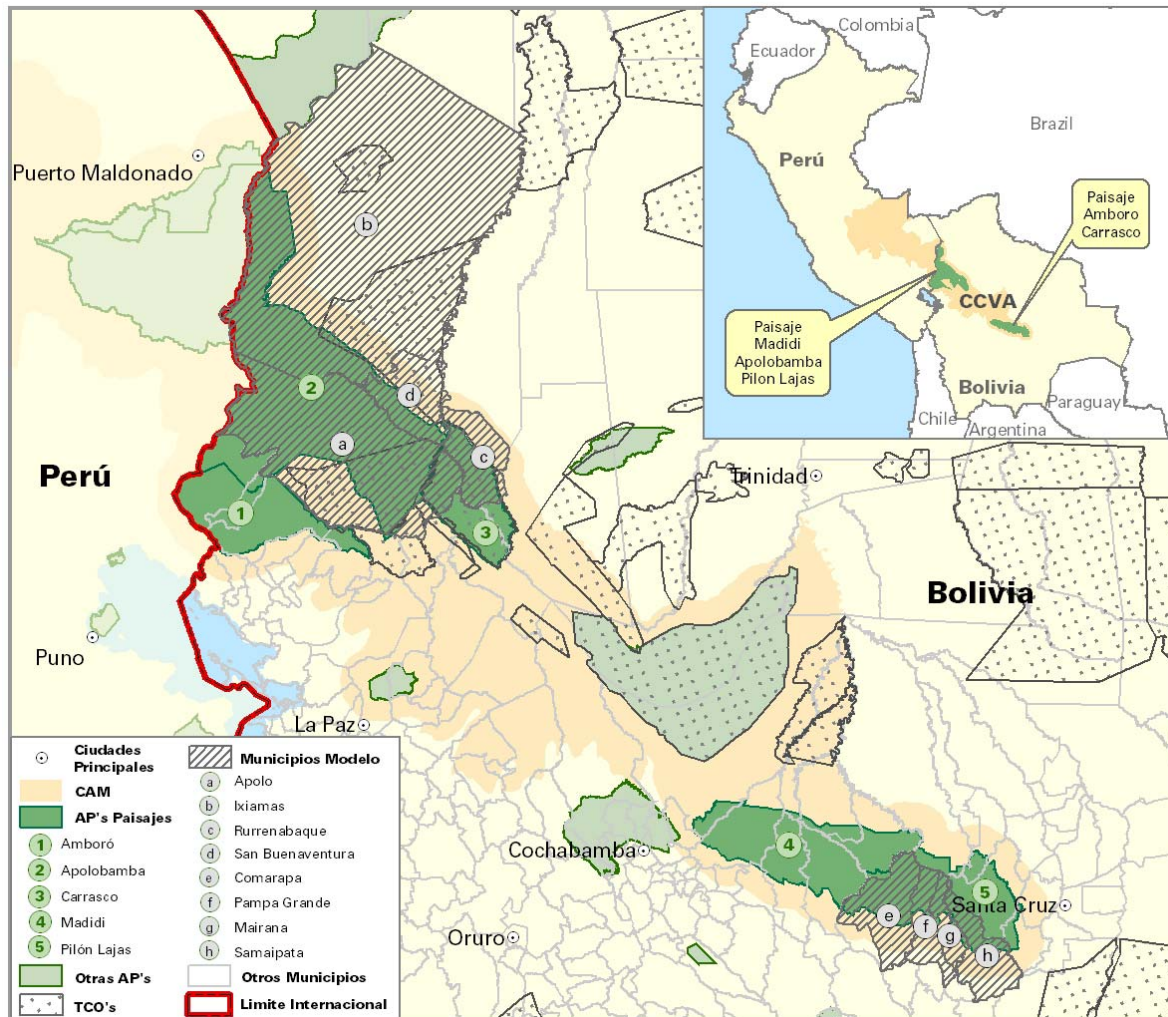 Puerto Maldonado
Perú
Puno
La Paz
Cochabamba
Oruro
Trinidad
Bolivia
Santa Cruz
b
2
d
a
c
1
3
4
5
e
f
g
h
Colombia
Ecuador
Brazil
Perú
Paisaje
Amboro
Carrasco
CCVA
Paisaje
Madidi
Apolobamba
Pilon Lajas
Bolivia
Paraguay
Chile
Argentina
Ciudades
Principales
CAM
AP's Paisajes
1 Amboró
2 Apolobamba
3 Carrasco
4 Madidi
5 Pilón Lajas
Otras AP's
TCO's
Municipios Modelo
a Apolo
b Ixiamas
c Rurrenabaque
d San Buenaventura
e Comarapa
f Pampa Grande
g Mairana
h Samaipata
Otros Municipios
Limite Internacional